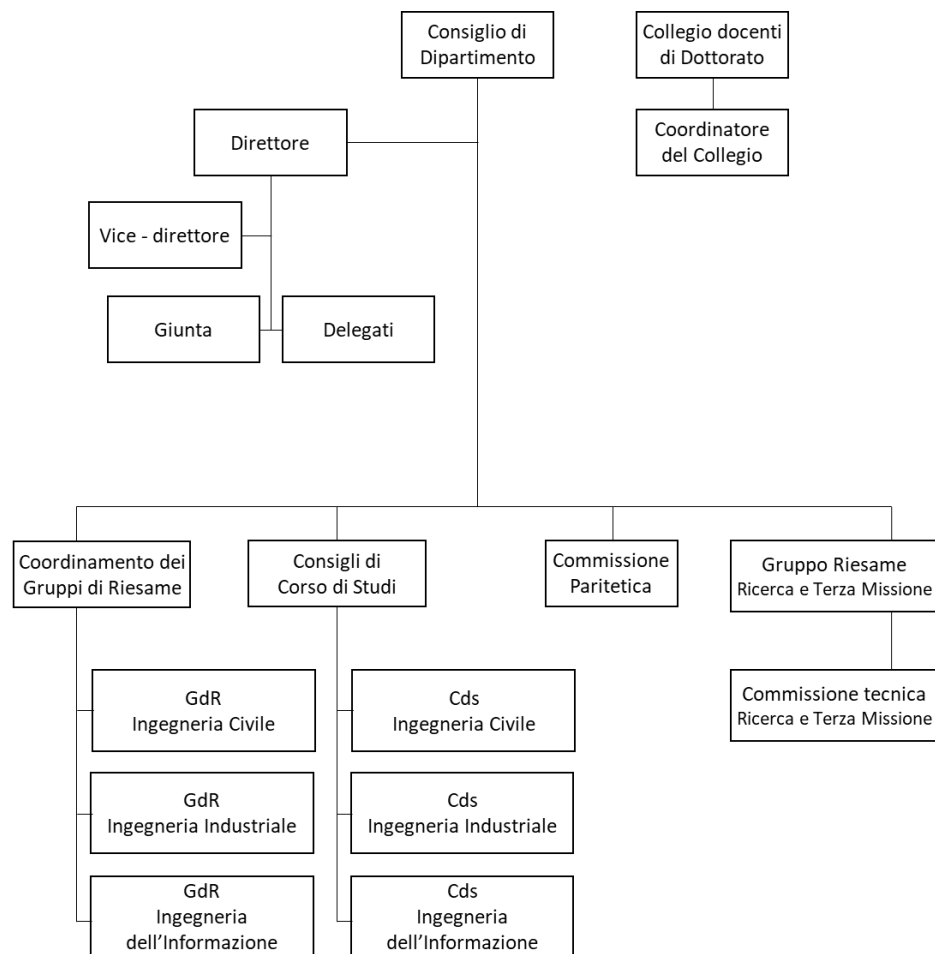 Consiglio di
Dipartimento
Collegio docenti
di Dottorato
Direttore
Coordinatore
del Collegio
Vice - direttore
Giunta
Delegati
Coordinamento dei
Gruppi di Riesame
Consigli di
Corso di Studi
Commissione
Paritetica
Gruppo Riesame
Ricerca e Terza Missione
GdR
Ingegneria Civile
Cds
Ingegneria Civile
Commissione tecnica
Ricerca e Terza Missione
GdR
Ingegneria Industriale
Cds
Ingegneria Industriale
GdR
Ingegneria
dell’Informazione
Cds
Ingegneria
dell’Informazione